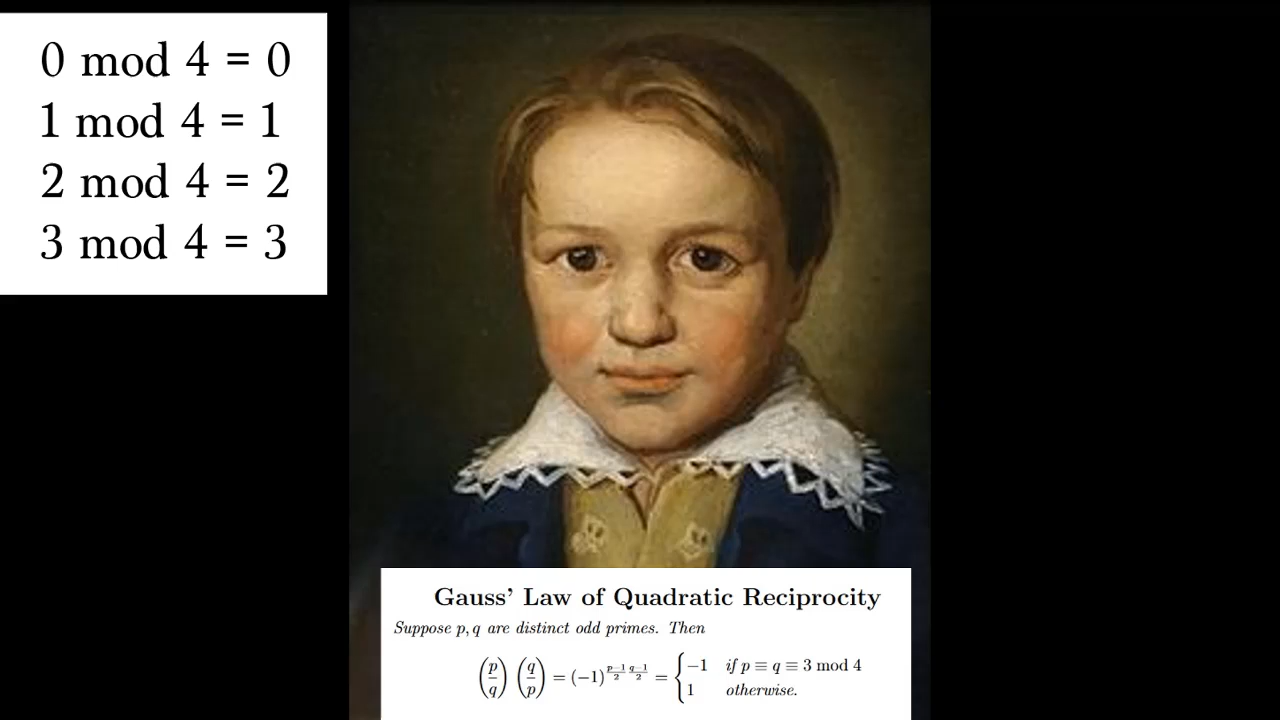 0 mod 4 = 0
1 mod 4 = 1
2 mod 4 = 2
3 mod 4 = 3
Gauss' Law of Quadratic Reciprocity
Suppose p, q are distinct odd primes. Then
(p/q) (q/p) = (-1)^{p-1/2 q-1/2} = { -1 if p ≡ q ≡ 3 mod 4
1 otherwise.